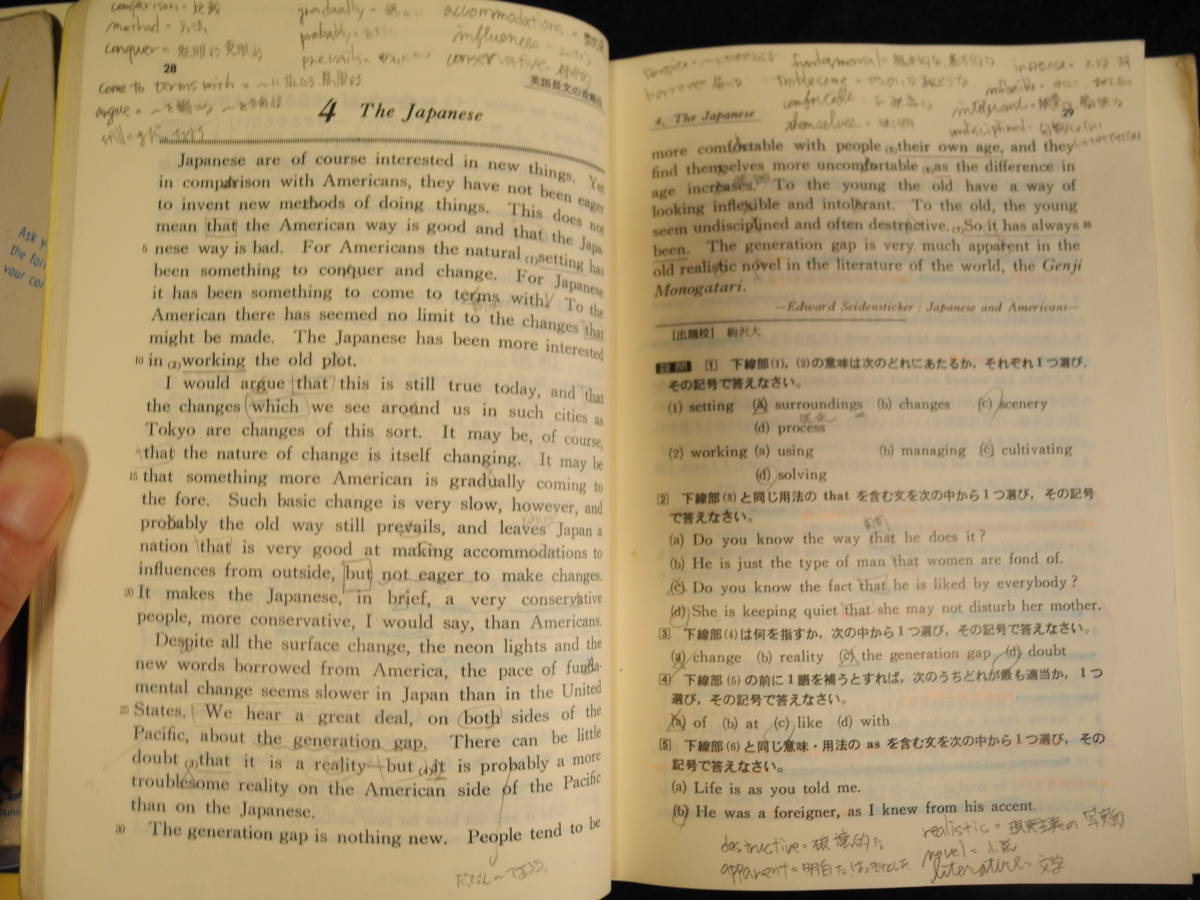 comparison = 比較
method = 方法
conquer =
gradually =
probably =
prevails =
accommodations =
influences =
conservative = 保守的
28
英語長文の攻略
come to terms with =
argue =
still = まだ
4 The Japanese
Japanese are of course interested in new things. Yet
in comparison with Americans, they have not been eager
to invent new methods of doing things. This does not
mean that the American way is good and that the Japa-
5 nese way is bad. For Americans the natural (1)setting has
been something to conquer and change. For Japanese
it has been something to come to terms with. To the
American there has seemed no limit to the changes that
might be made. The Japanese has been more interested
10 in (2)working the old plot.
I would argue that this is still true today, and that
the changes which we see around us in such cities as
Tokyo are changes of this sort. It may be, of course,
that the nature of change is itself changing. It may be
15 that something more American is gradually coming to
the fore. Such basic change is very slow, however, and
probably the old way still prevails, and leaves Japan a
nation that is very good at making accommodations to
influences from outside, but not eager to make changes.
20 It makes the Japanese, in brief, a very conservative
people, more conservative, I would say, than Americans.
Despite all the surface change, the neon lights and the
new words borrowed from America, the pace of funda-
mental change seems slower in Japan than in the United
25 States. We hear a great deal, on both sides of the
Pacific, about the generation gap. There can be little
doubt (3)that it is a reality but (4)it is probably a more
troublesome reality on the American side of the Pacific
than on the Japanese.
30 The generation gap is nothing new. People tend to be
Despite =
borrow =
fundamental =
troublesome =
comfortable
themselves =
increase =
inflexible =
intolerant =
undisciplined =
4. The Japanese
29
more comfortable with people (5)their own age, and they
find themselves more uncomfortable (6)as the difference in
age increases. To the young the old have a way of
looking inflexible and intolerant. To the old, the young
seem undisciplined and often destructive. (7)So it has always 35
been. The generation gap is very much apparent in the
old realistic novel in the literature of the world, the Genji
Monogatari.
—Edward Seidensticker : Japanese and Americans—
[出題校] 駒沢大
設問 1 下線部(1), (2)の意味は次のどれにあたるか, それぞれ1つ選び,
その記号で答えなさい。
(1) setting (a) surroundings (b) changes (c) scenery
(d) process
(2) working (a) using (b) managing (c) cultivating
(d) solving
2 下線部(3)と同じ用法の that を含む文を次の中から1つ選び, その記号
で答えなさい。
(a) Do you know the way that he does it?
(b) He is just the type of man that women are fond of.
(c) Do you know the fact that he is liked by everybody?
(d) She is keeping quiet that she may not disturb her mother.
3 下線部(4)は何を指すか, 次の中から1つ選び, その記号で答えなさい。
(a) change (b) reality (c) the generation gap (d) doubt
4 下線部(5)の前に1語を補うとすれば, 次のうちどれが最も適当か, 1つ
選び, その記号で答えなさい。
(a) of (b) at (c) like (d) with
5 下線部(6)と同じ意味・用法の as を含む文を次の中から1つ選び, その
記号で答えなさい。
(a) Life is as you told me.
(b) He was a foreigner, as I knew from his accent.
destructive = 破壊的な
apparent = 明白な
realistic = 現実主義の
novel = 小説
literature = 文学
Ask
the for
your